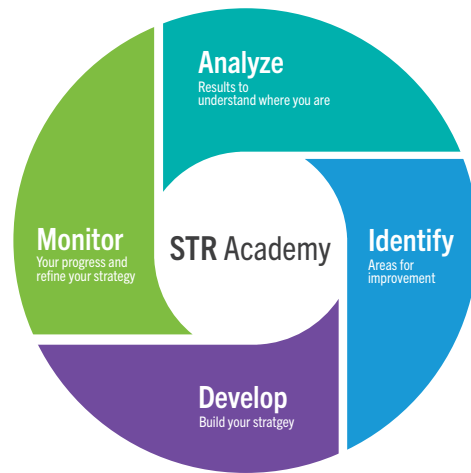 Analyze
Results to
understand where you are
Identify
Areas for
improvement
Develop
Build your stratgey
Monitor
Your progress and
refine your strategy
STR Academy